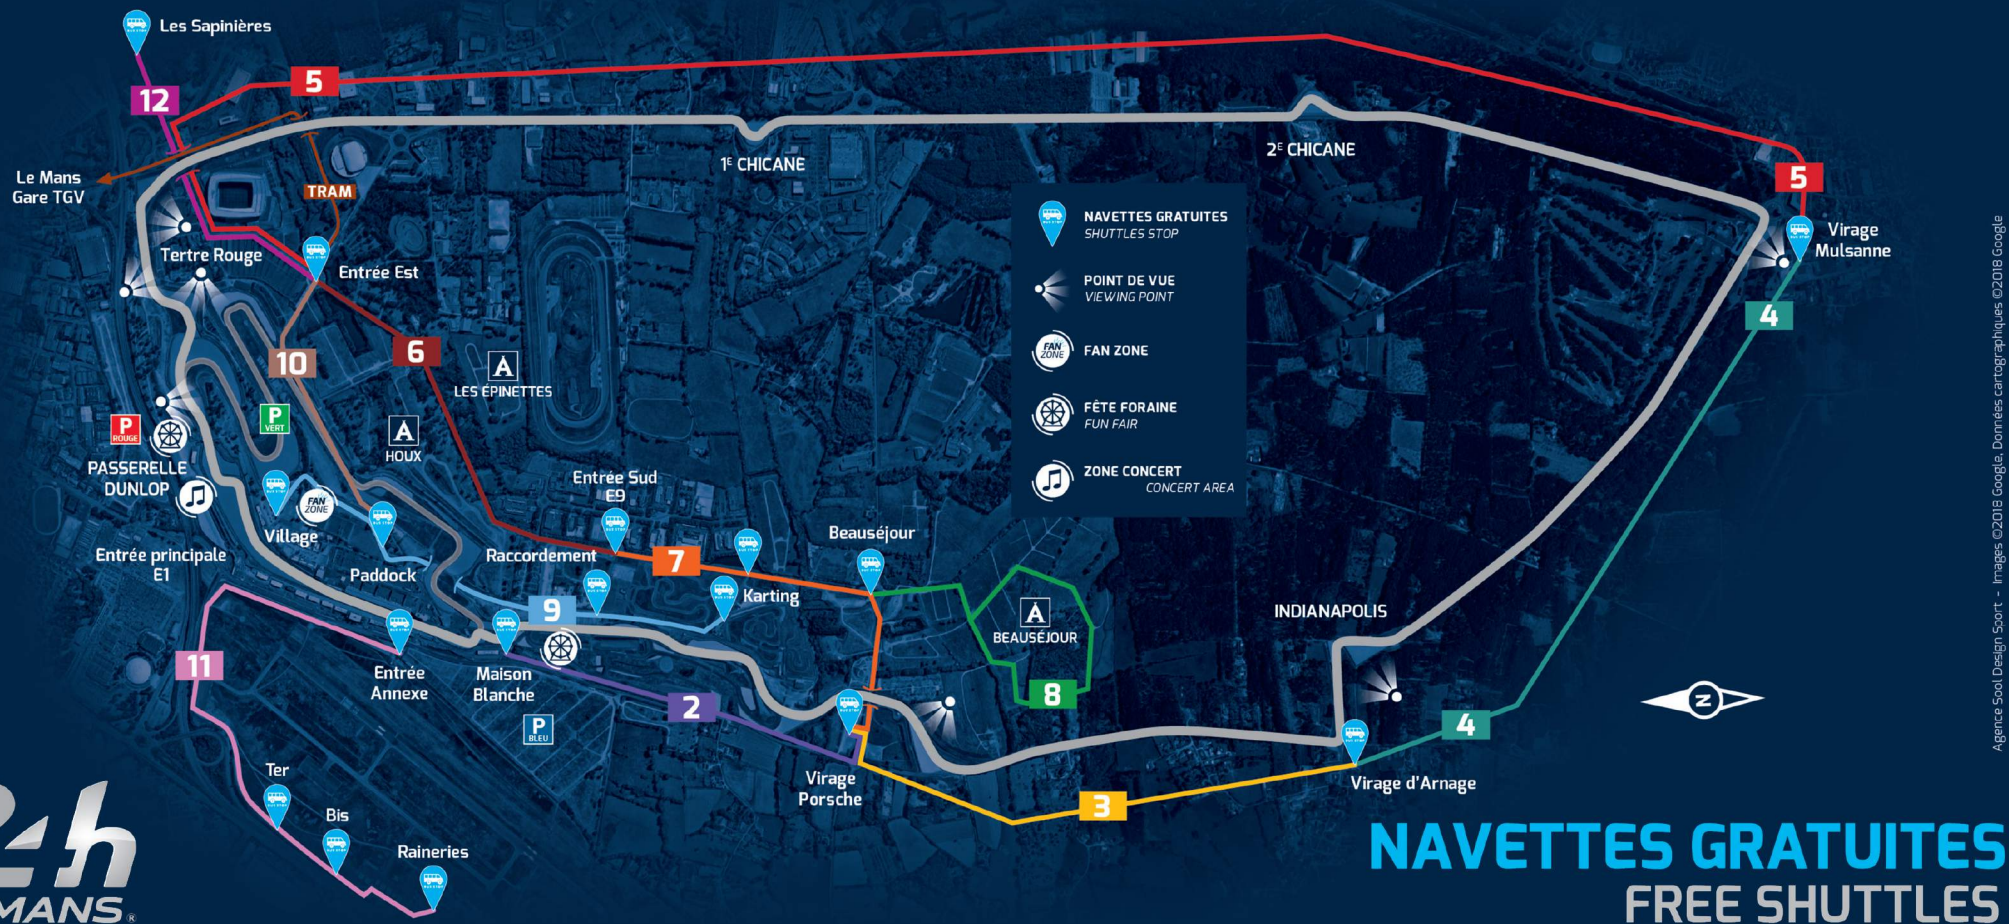 Les Sapinières
12
5
Le Mans
Gare TGV
TRAM
1E CHICANE
2E CHICANE
5
Virage
Mulsanne
4
Tertre Rouge
Entrée Est
NAVETTES GRATUITES
SHUTTLES STOP
POINT DE VUE
VIEWING POINT
FAN
ZONE
FAN ZONE
FÊTE FORAINE
FUN FAIR
ZONE CONCERT
CONCERT AREA
10
6
LES ÉPINETTES
P
ROUGE
P
VERT
HOUX
PASSERELLE
DUNLOP
FAN
ZONE
Village
Entrée principale
E1
Paddock
Entrée Sud
E9
Raccordement
7
Karting
Beauséjour
9
BEAUSÉJOUR
8
INDIANAPOLIS
11
Entrée
Annexe
Maison
Blanche
P
BLEU
2
Virage
Porsche
3
4
Virage d'Arnage
N
Ter
Bis
Raineries
24h
MANS®
NAVETTES GRATUITES
FREE SHUTTLES
Agence Sool Design Sport - Images ©2018 Google, Données cartographiques ©2018 Google